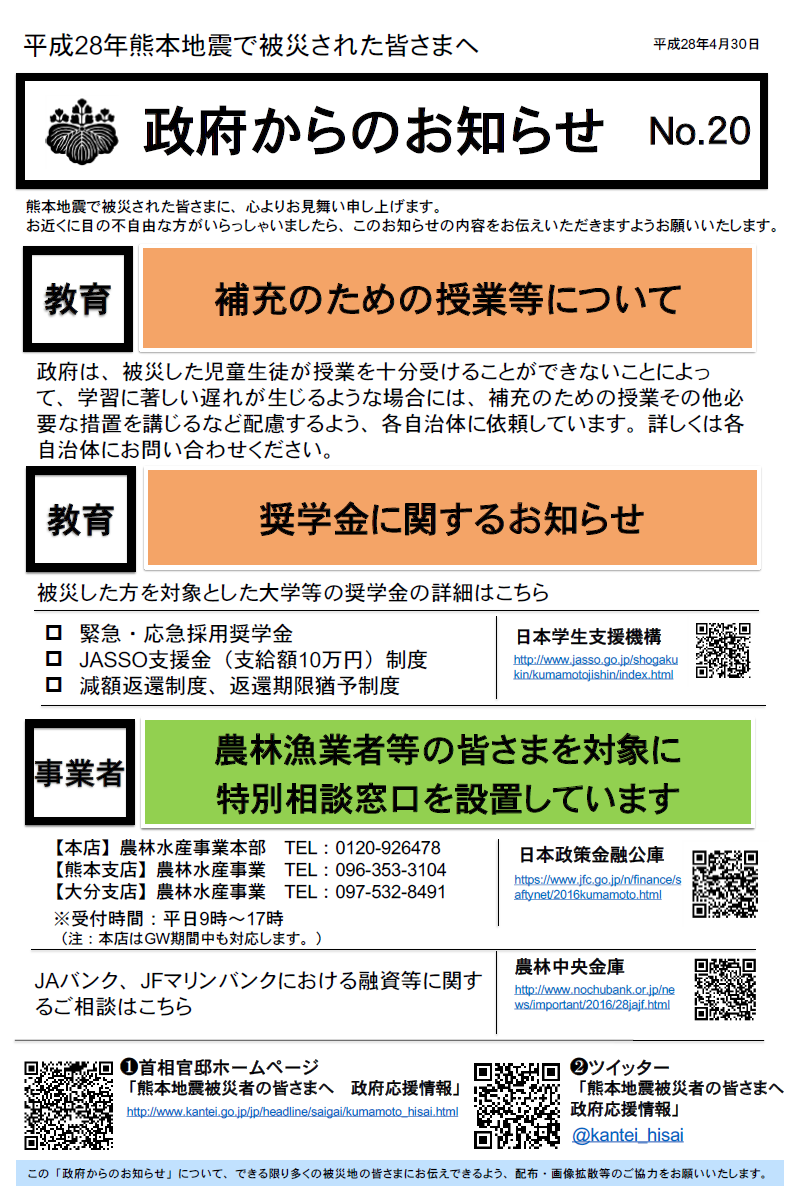 平成28年熊本地震で被災された皆さまへ
平成28年4月30日
政府からのお知らせ No.20
熊本地震で被災された皆さまに、心よりお見舞い申し上げます。
お近くに目の不自由な方がいらっしゃいましたら、このお知らせの内容をお伝えいただきますようお願いいたします。
教育
補充のための授業等について
政府は、被災した児童生徒が授業を十分受けることができないことによっ
て、学習に著しい遅れが生じるような場合には、補充のための授業その他必
要な措置を講じるなど配慮するよう、各自治体に依頼しています。詳しくは各
自治体にお問い合わせください。
教育
奨学金に関するお知らせ
被災した方を対象とした大学等の奨学金の詳細はこちら
緊急・応急採用奨学金
JASSO支援金（支給額10万円）制度
減額返還制度、返還期限猶予制度
日本学生支援機構
http://www.jasso.go.jp/shogaku
kin/kumamotojishin/index.html
事業者
農林漁業者等の皆さまを対象に
特別相談窓口を設置しています
【本店】農林水産事業本部 TEL：0120-926478
【熊本支店】農林水産事業 TEL：096-353-3104
【大分支店】農林水産事業 TEL：097-532-8491
※受付時間：平日9時～17時
（注：本店はGW期間中も対応します。）
日本政策金融公庫
https://www.jfc.go.jp/n/finance/s
aftynet/2016kumamoto.html
JAバンク、JFマリンバンクにおける融資等に関す
るご相談はこちら
農林中央金庫
http://www.nochubank.or.jp/ne
ws/important/2016/28jajf.html
❶首相官邸ホームページ
「熊本地震被災者の皆さまへ 政府応援情報」
http://www.kantei.go.jp/jp/headline/saigai/kumamoto_hisai.html
❷ツイッター
「熊本地震被災者の皆さまへ
政府応援情報」
@kantei_hisai
この「政府からのお知らせ」について、できる限り多くの被災地の皆さまにお伝えできるよう、配布・画像拡散等のご協力をお願いいたします。